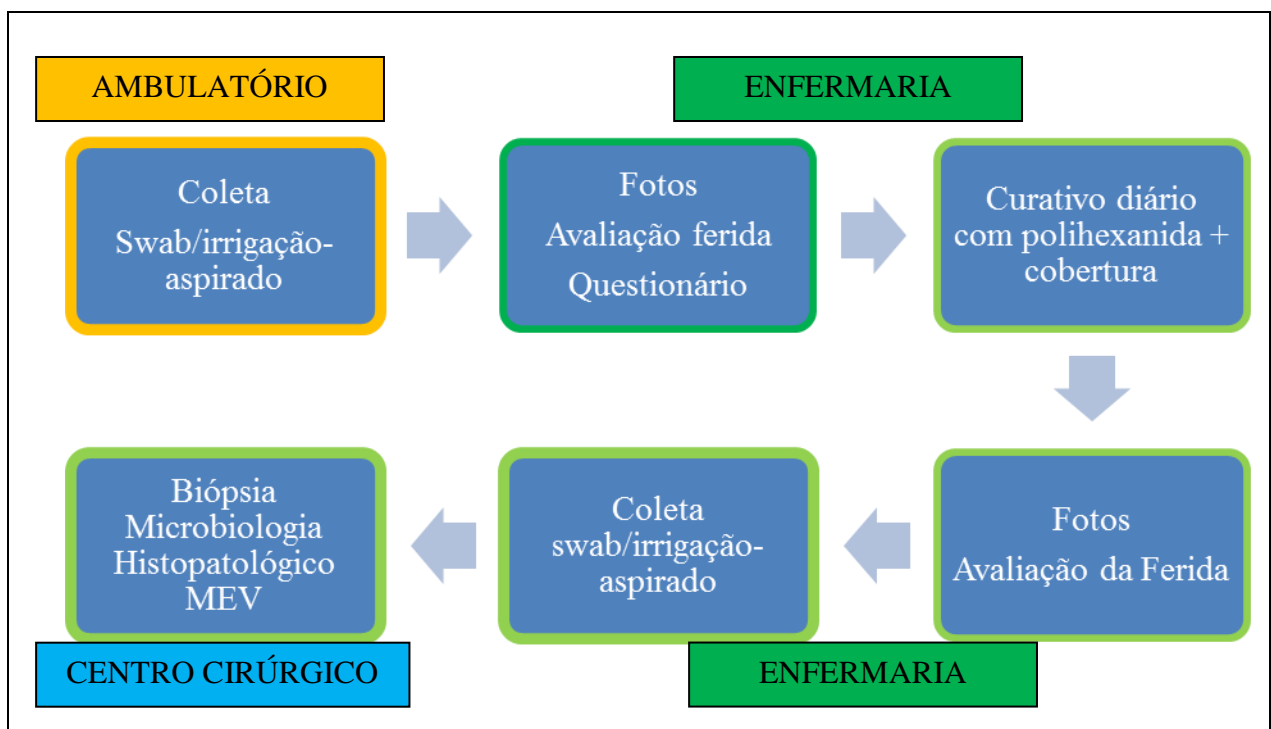 AMBULATÓRIO
ENFERMARIA
Coleta
Swab/irrigação-
aspirado
Fotos
Avaliação ferida
Questionário
Curativo diário
com polihexanida +
cobertura
Fotos
Avaliação da Ferida
Coleta
swab/irrigação-
aspirado
Biópsia
Microbiologia
Histopatológico
MEV
ENFERMARIA
CENTRO CIRÚRGICO